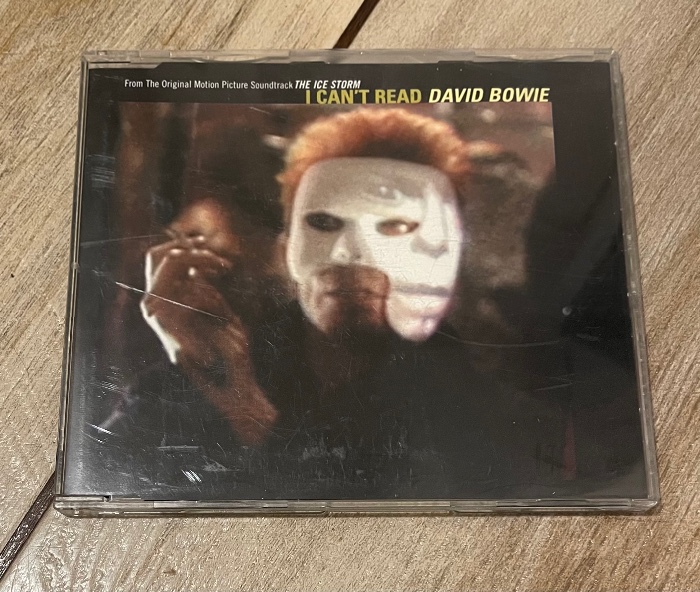 From The Original Motion Picture Soundtrack THE ICE STORM
I CAN'T READ DAVID BOWIE